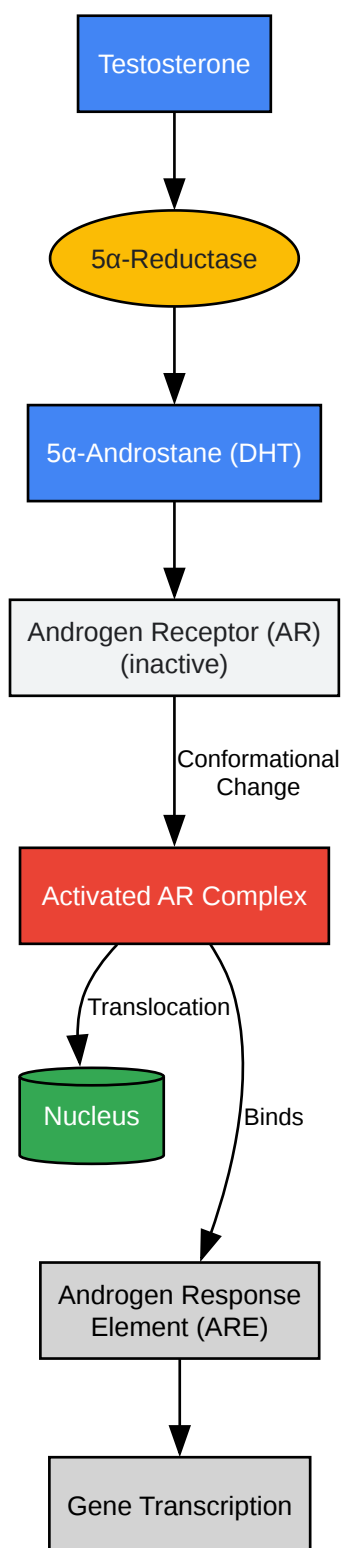 Testosterone
5α-Reductase
5α-Androstane (DHT)
Androgen Receptor (AR)
(inactive)
Conformational
Change
Activated AR Complex
Translocation
Nucleus
Binds
Androgen Response
Element (ARE)
Gene Transcription